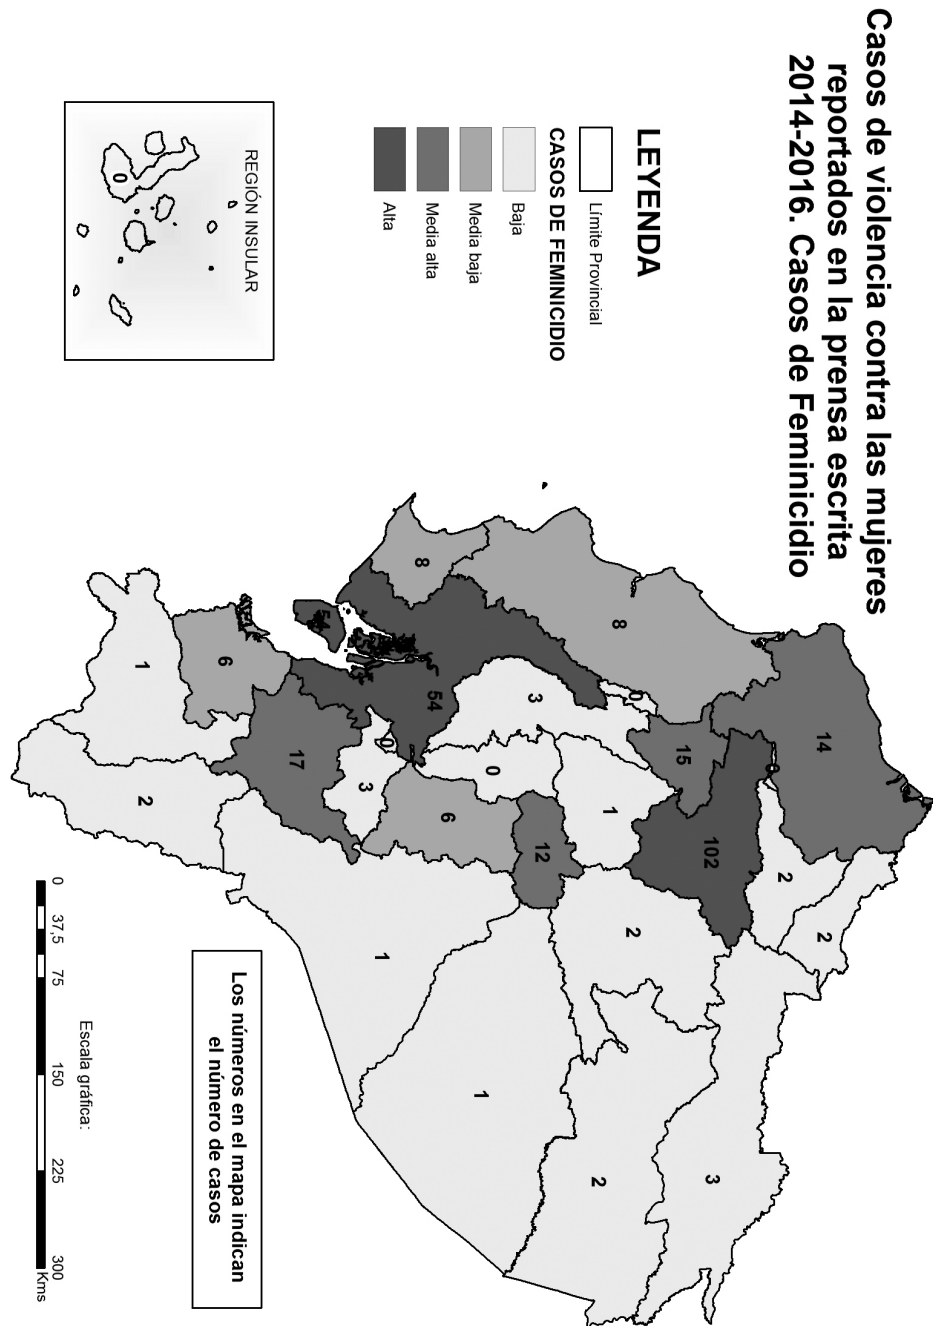 Casos de violencia contra las mujeres
reportados en la prensa escrita
2014-2016. Casos de Feminicidio
LEYENDA
Límite Provincial
CASOS DE FEMINICIDIO
Baja
Media baja
Media alta
Alta
REGIÓN INSULAR
0
14
2
2
0
102
3
8
0
15
2
1
2
3
12
0
8
54
6
1
54
0
3
1
17
6
1
2
Los números en el mapa indican
el número de casos
Escala gráfica:
0 37,5 75 150 225 300
Kms